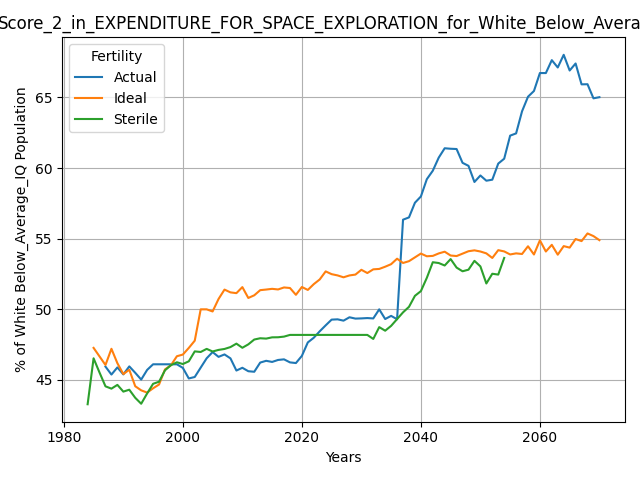 Score_2_in_EXPENDITURE_FOR_SPACE_EXPLORATION_for_White_Below_Avera
Fertility
Actual
Ideal
Sterile
% of White Below_Average_IQ Population
65
60
55
50
45
1980 2000 2020 2040 2060
Years